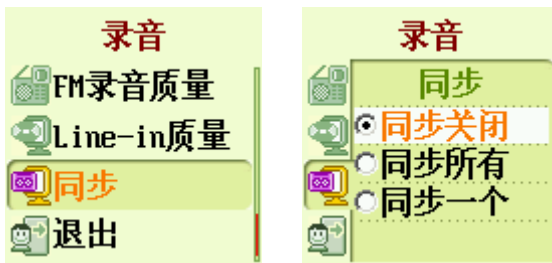 录音
FM录音质量
Line-in质量
同步
退出
录音
同步
同步关闭
同步所有
同步一个